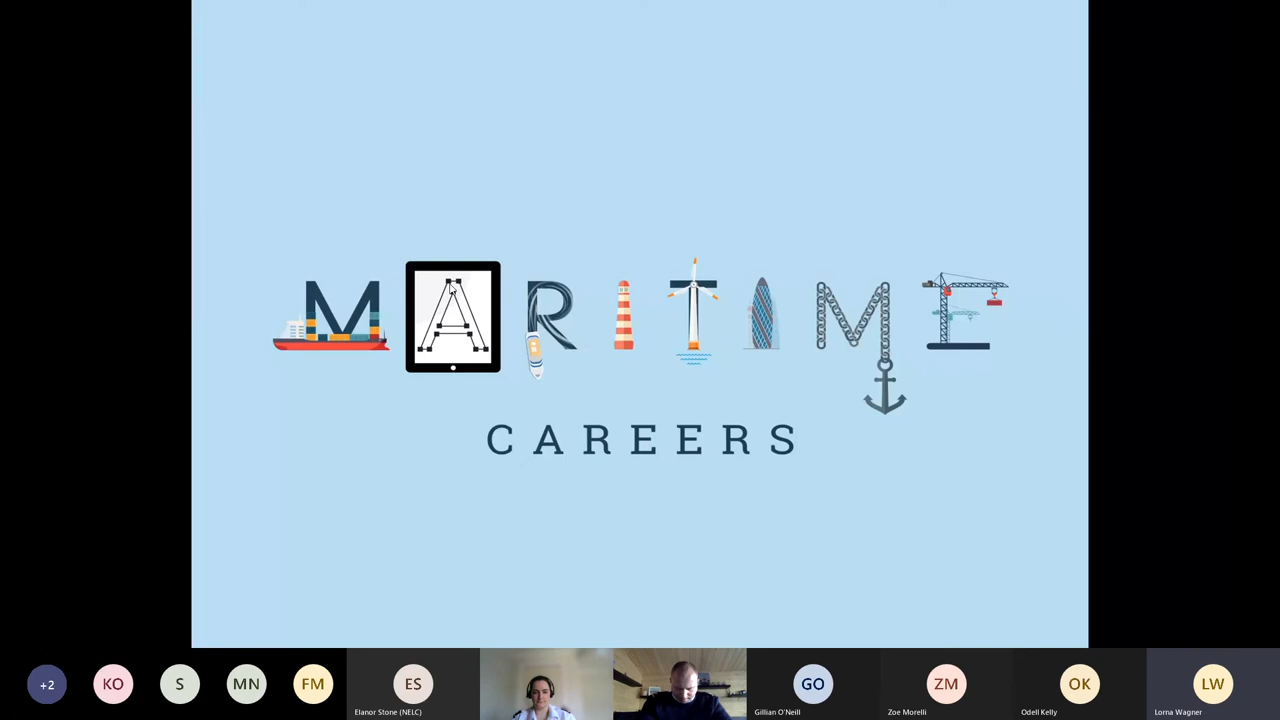 MARITIME
CAREERS
+2
KO
S
MN
FM
ES
GO
ZM
OK
LW
Elanor Stone (NELC)
Gillian O'Neill
Zoe Morelli
Odell Kelly
Lorna Wagner